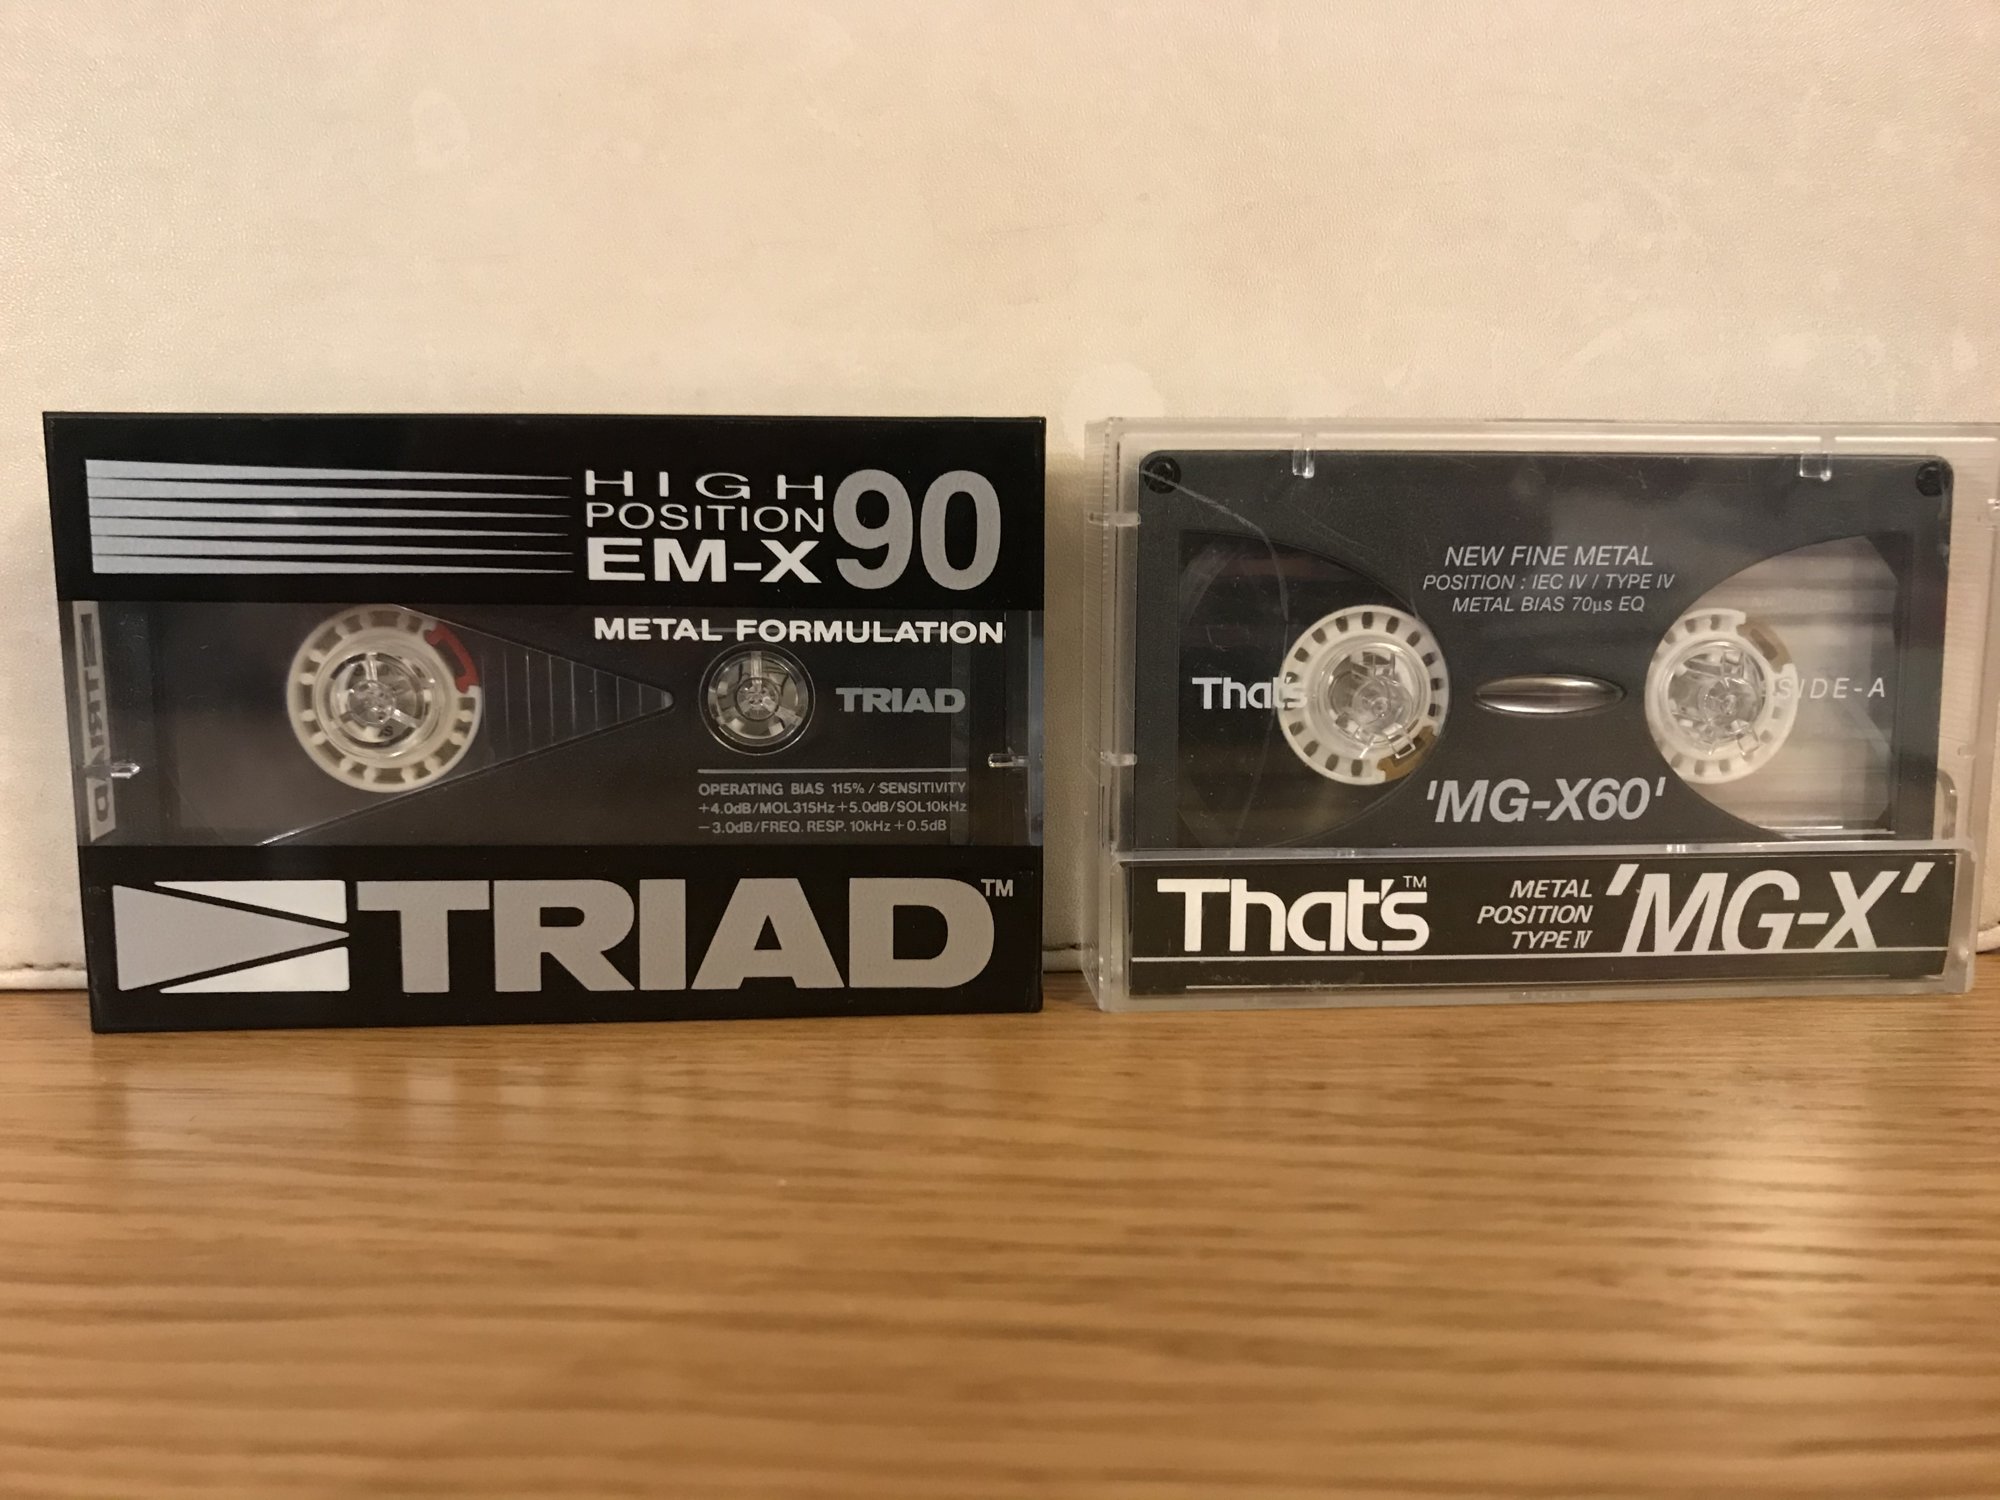 HIGH
POSITION
EM-X 90
METAL FORMULATION
TRIAD
TRIAD
OPERATING BIAS 115% / SENSITIVITY
+4.0dB/MOL315Hz+5.0dB/SOL10kHz
−3.0dB/FREQ. RESP. 10kHz+0.5dB
TRIAD™
NEW FINE METAL
POSITION : IEC IV / TYPE IV
METAL BIAS 70µs EQ
That's
SIDE-A
'MG-X60'
That's™
METAL
POSITION
TYPE IV
'MG-X'